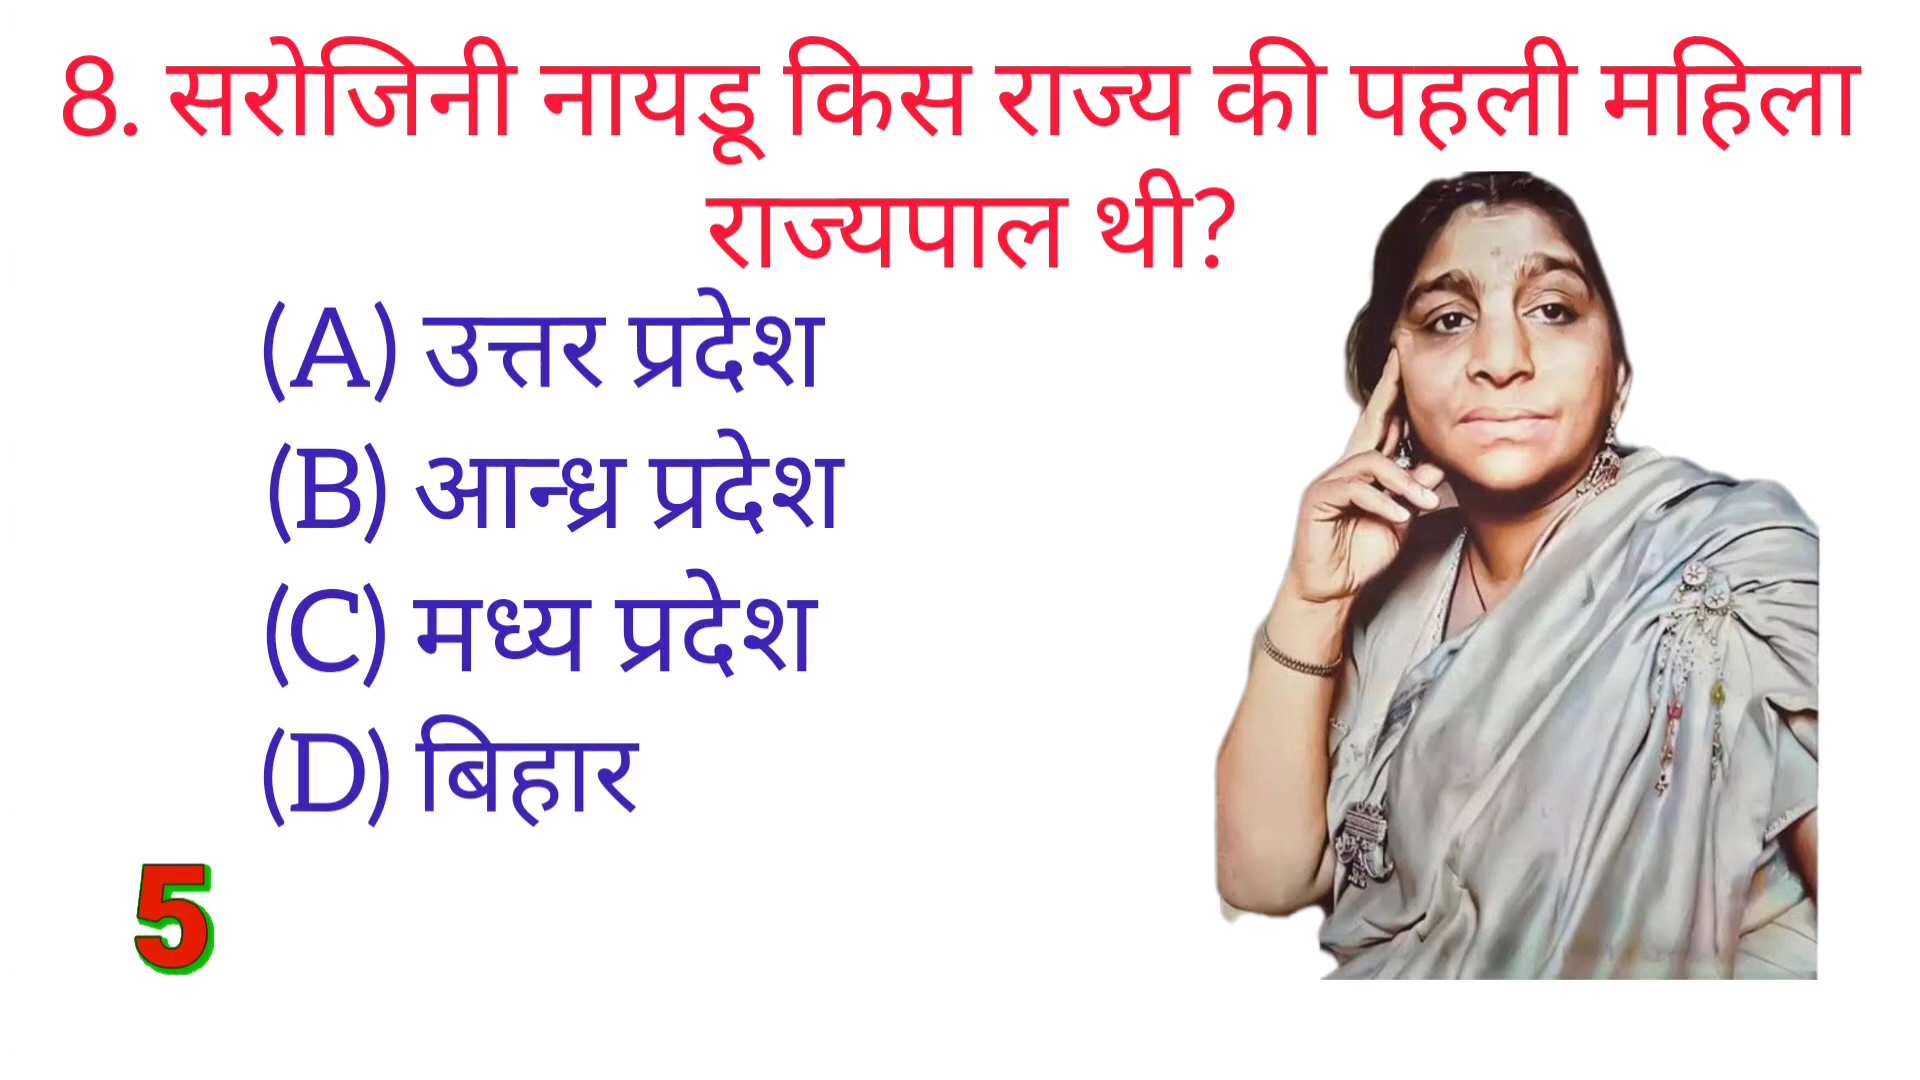 8. सरोजिनी नायडू किस राज्य की पहली महिला
राज्यपाल थी?
(A) उत्तर प्रदेश
(B) आन्ध्र प्रदेश
(C) मध्य प्रदेश
(D) बिहार
5